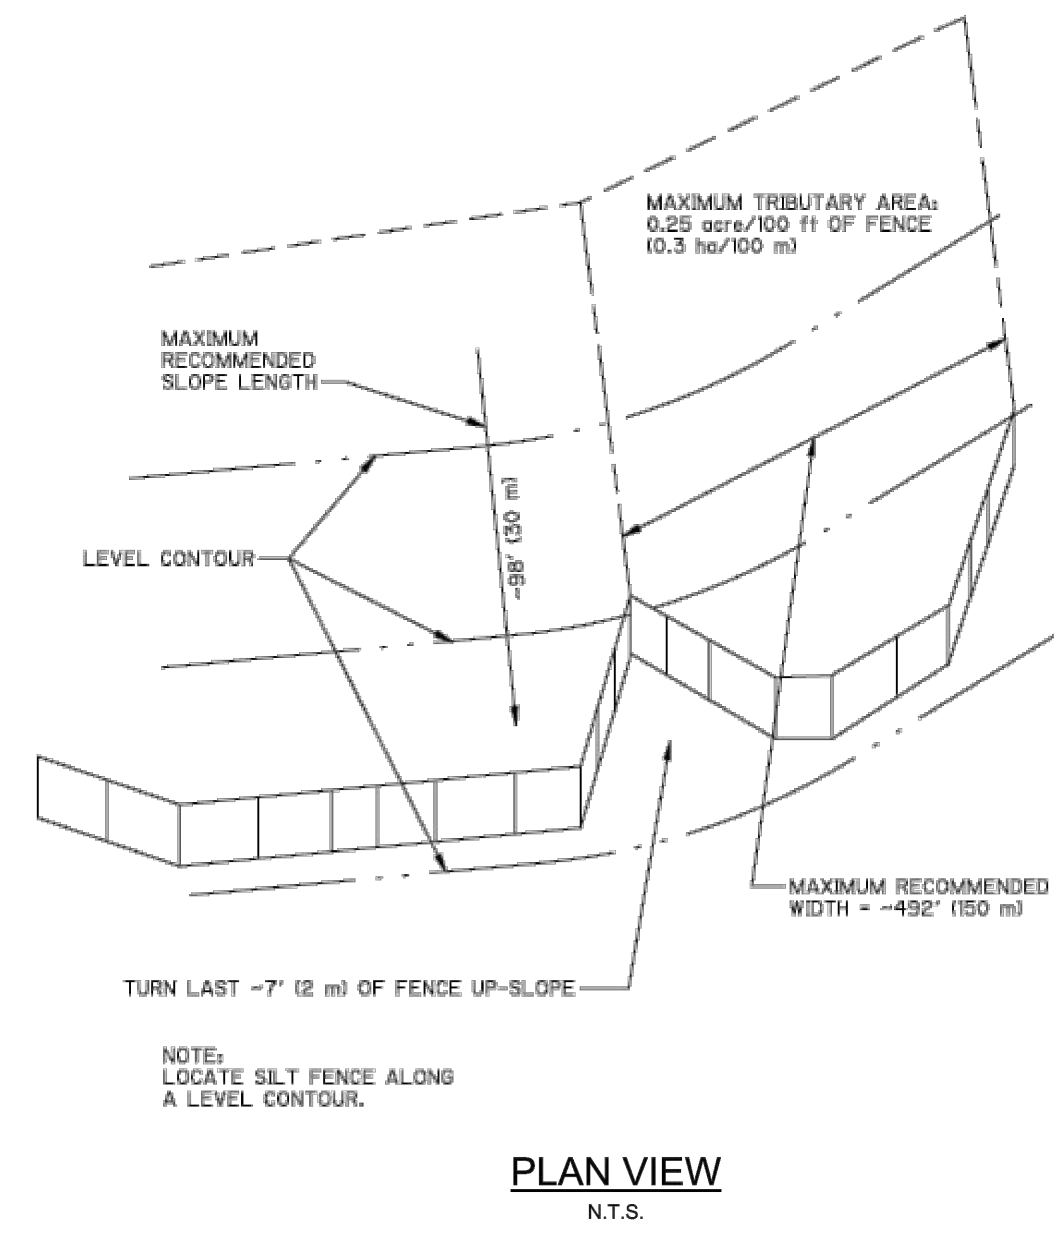 MAXIMUM TRIBUTARY AREA:
0.25 acre/100 ft OF FENCE
(0.3 ha/100 m)
MAXIMUM
RECOMMENDED
SLOPE LENGTH
~98' (30 m)
LEVEL CONTOUR
MAXIMUM RECOMMENDED
WIDTH = ~492' (150 m)
TURN LAST ~7' (2 m) OF FENCE UP-SLOPE
NOTE:
LOCATE SILT FENCE ALONG
A LEVEL CONTOUR.
PLAN VIEW
N.T.S.